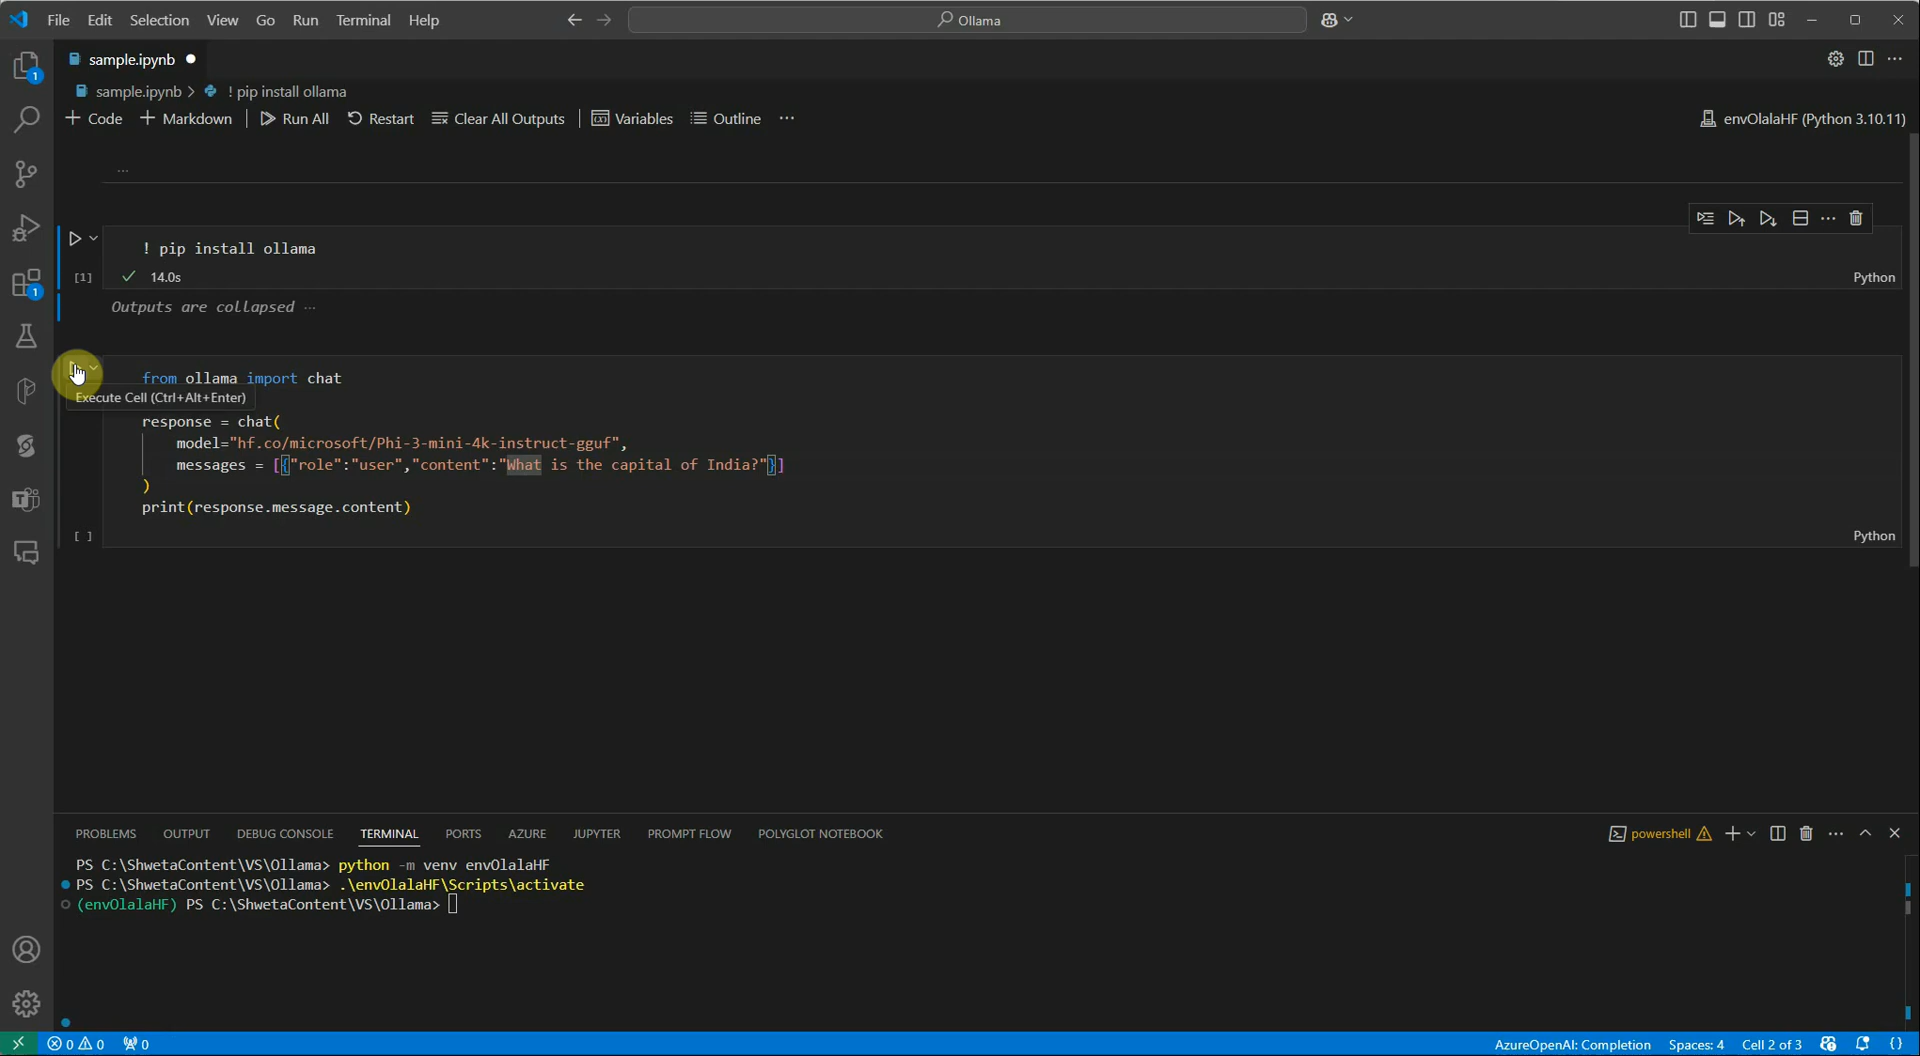 File Edit Selection View Go Run Terminal Help Ollama
sample.ipynb
sample.ipynb > ! pip install ollama
+ Code + Markdown Run All Restart Clear All Outputs Variables Outline ... envOlalaHF (Python 3.10.11)
...
! pip install ollama
[1] ✓ 14.0s Python
Outputs are collapsed ...
from ollama import chat
Execute Cell (Ctrl+Alt+Enter)
response = chat(
model="hf.co/microsoft/Phi-3-mini-4k-instruct-gguf",
messages = [{"role":"user","content":"What is the capital of India?"}]
)
print(response.message.content)
[ ] Python
PROBLEMS OUTPUT DEBUG CONSOLE TERMINAL PORTS AZURE JUPYTER PROMPT FLOW POLYGLOT NOTEBOOK powershell
PS C:\ShwetaContent\VS\Ollama> python -m venv envOlalaHF
PS C:\ShwetaContent\VS\Ollama> .\envOlalaHF\Scripts\activate
(envOlalaHF) PS C:\ShwetaContent\VS\Ollama>
0 0 0 AzureOpenAI: Completion Spaces: 4 Cell 2 of 3 {}
1
1